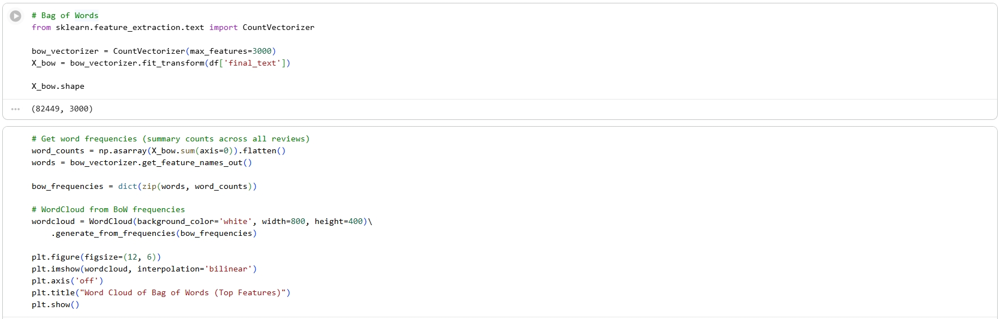 # Bag of Words
from sklearn.feature_extraction.text import CountVectorizer
bow_vectorizer = CountVectorizer(max_features=3000)
X_bow = bow_vectorizer.fit_transform(df['final_text'])
X_bow.shape
(82449, 3000)
# Get word frequencies (summary counts across all reviews)
word_counts = np.asarray(X_bow.sum(axis=0)).flatten()
words = bow_vectorizer.get_feature_names_out()
bow_frequencies = dict(zip(words, word_counts))
# WordCloud from BoW frequencies
wordcloud = WordCloud(background_color='white', width=800, height=400)\
    .generate_from_frequencies(bow_frequencies)
plt.figure(figsize=(12, 6))
plt.imshow(wordcloud, interpolation='bilinear')
plt.axis('off')
plt.title("Word Cloud of Bag of Words (Top Features)")
plt.show()